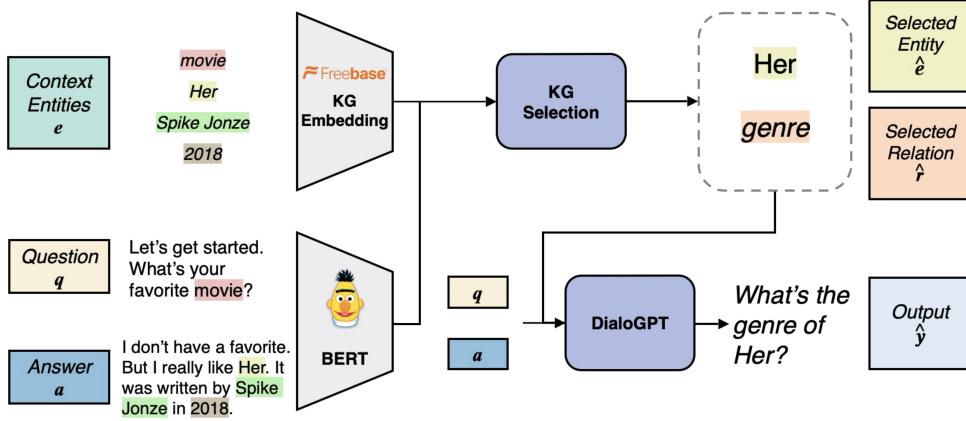 Context
Entities
e
movie
Her
Spike Jonze
2018
Freebase
KG
Embedding
KG
Selection
Her
genre
Selected
Entity
ê
Selected
Relation
r̂
Question
q
Let's get started.
What's your
favorite movie?
Answer
a
I don't have a favorite.
But I really like Her. It
was written by Spike
Jonze in 2018.
BERT
q
a
DialoGPT
What's the
genre of
Her?
Output
ŷ